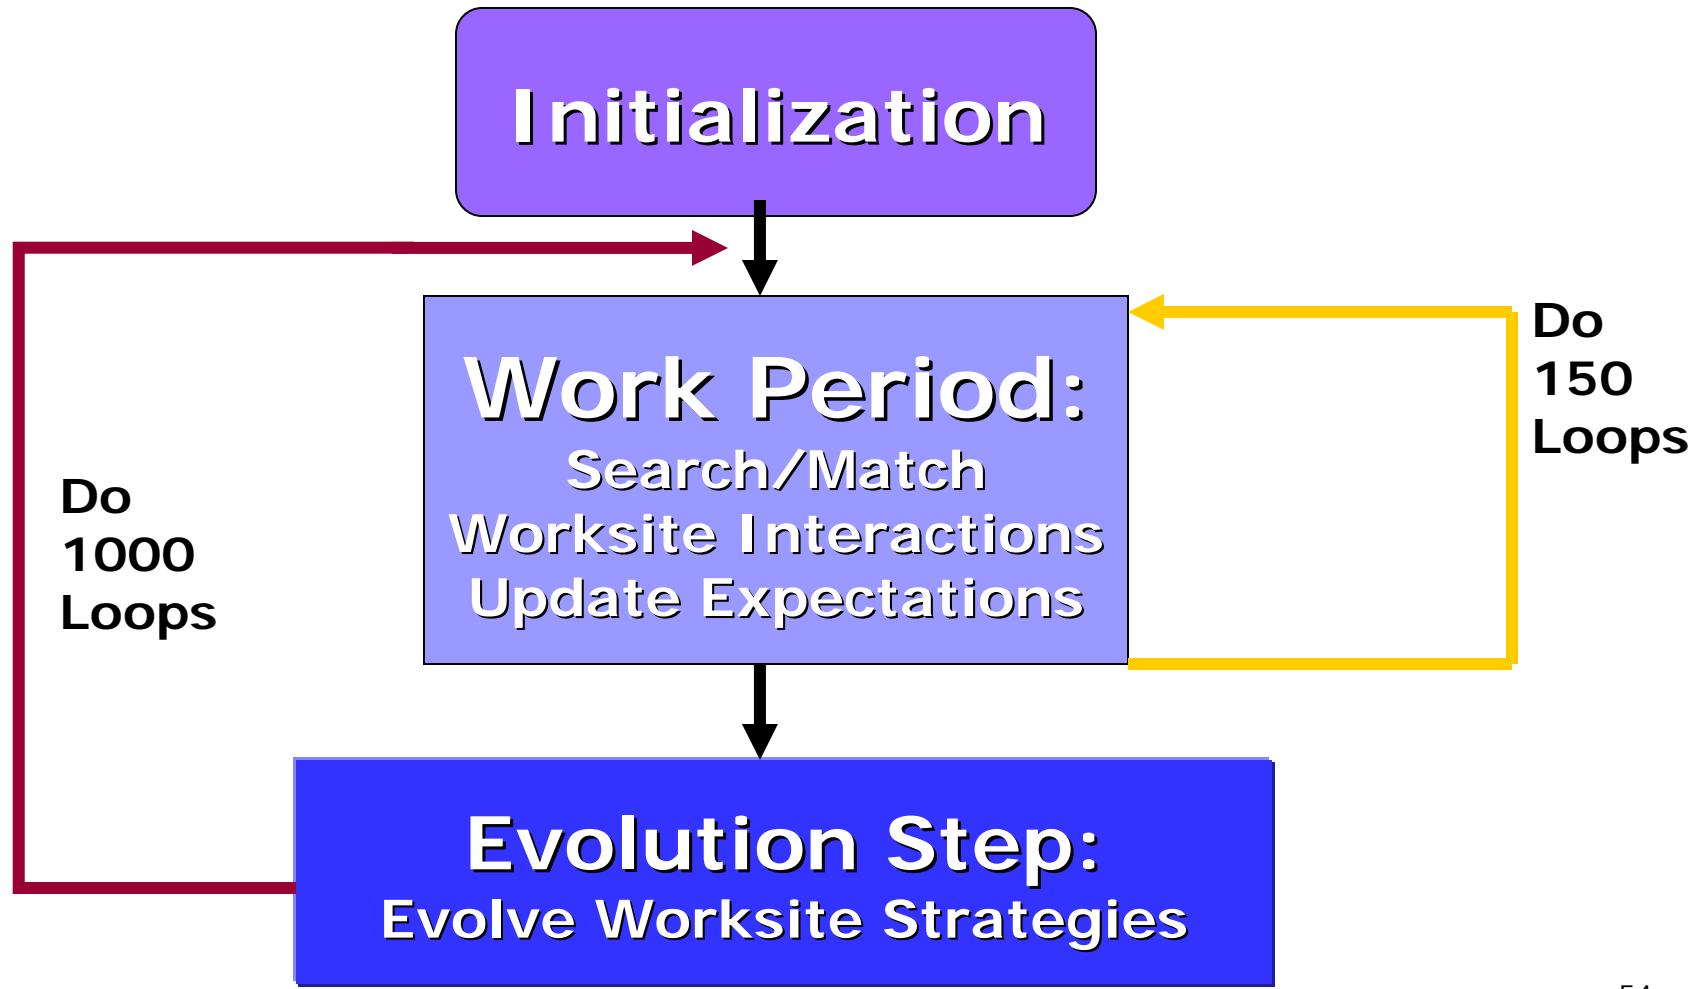 Initialization
Work Period:
Search/Match
Worksite Interactions
Update Expectations
Do
150
Loops
Do
1000
Loops
Evolution Step:
Evolve Worksite Strategies